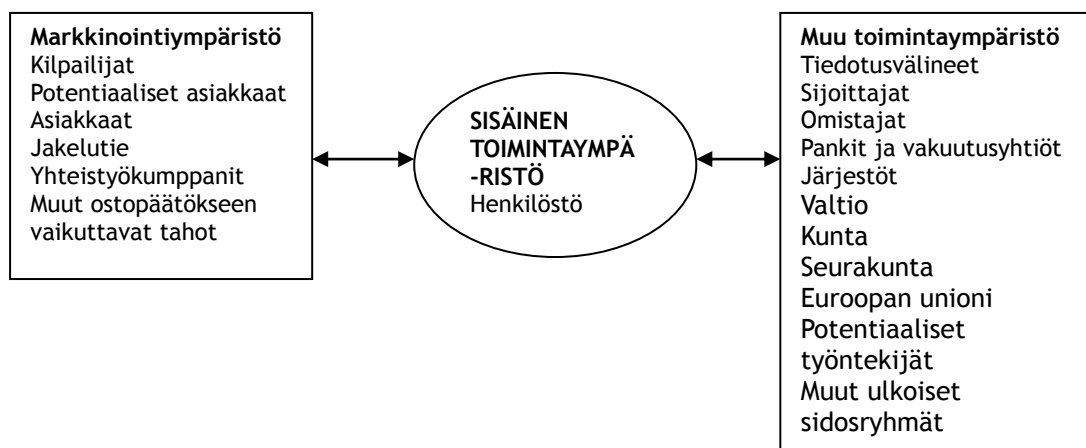 Markkinointiympäristö
Kilpailijat
Potentiaaliset asiakkaat
Asiakkaat
Jakelutie
Yhteistyökumppanit
Muut ostopäätökseen
vaikuttavat tahot
SISÄINEN
TOIMINTAYMPÄ
-RISTÖ
Henkilöstö
Muu toimintaympäristö
Tiedotusvälineet
Sijoittajat
Omistajat
Pankit ja vakuutusyhtiöt
Järjestöt
Valtio
Kunta
Seurakunta
Euroopan unioni
Potentiaaliset
työntekijät
Muut ulkoiset
sidosryhmät